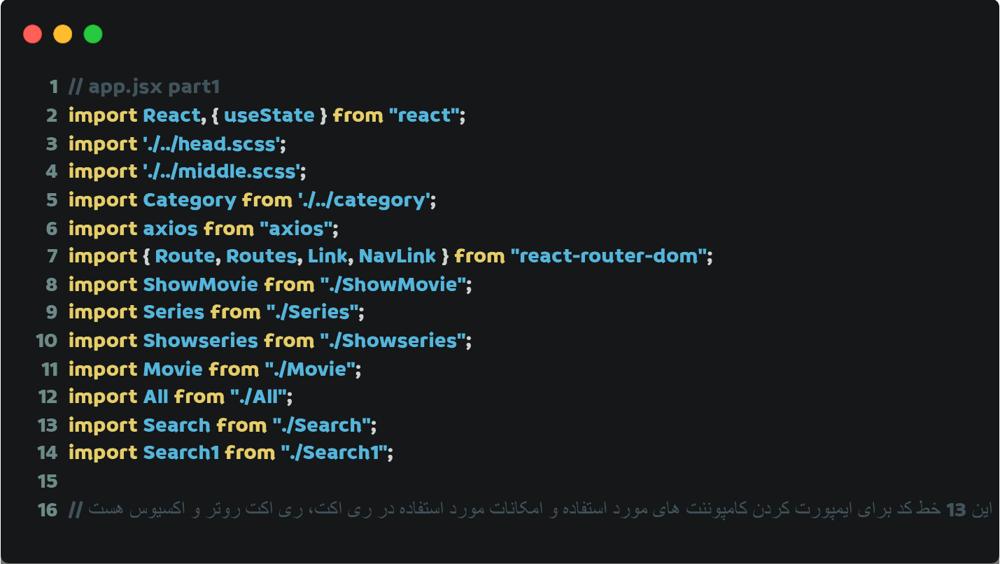 1 // app.jsx part1
2 import React, { useState } from "react";
3 import './../head.scss';
4 import './../middle.scss';
5 import Category from './../category';
6 import axios from "axios";
7 import { Route, Routes, Link, NavLink } from "react-router-dom";
8 import ShowMovie from "./ShowMovie";
9 import Series from "./Series";
10 import Showseries from "./Showseries";
11 import Movie from "./Movie";
12 import All from "./All";
13 import Search from "./Search";
14 import Search1 from "./Search1";
15
16 // این 13 خط کد برای ایمپورت کردن کامپوننت های مورد استفاده و امکانات مورد استفاده در ری اکت، ری اکت روتر و اکسیوس هست